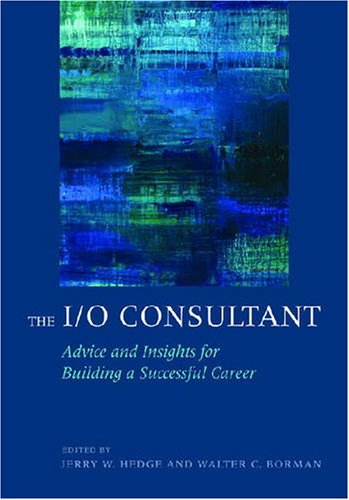 THE I/O CONSULTANT
Advice and Insights for
Building a Successful Career
EDITED BY
JERRY W. HEDGE AND WALTER C. BORMAN